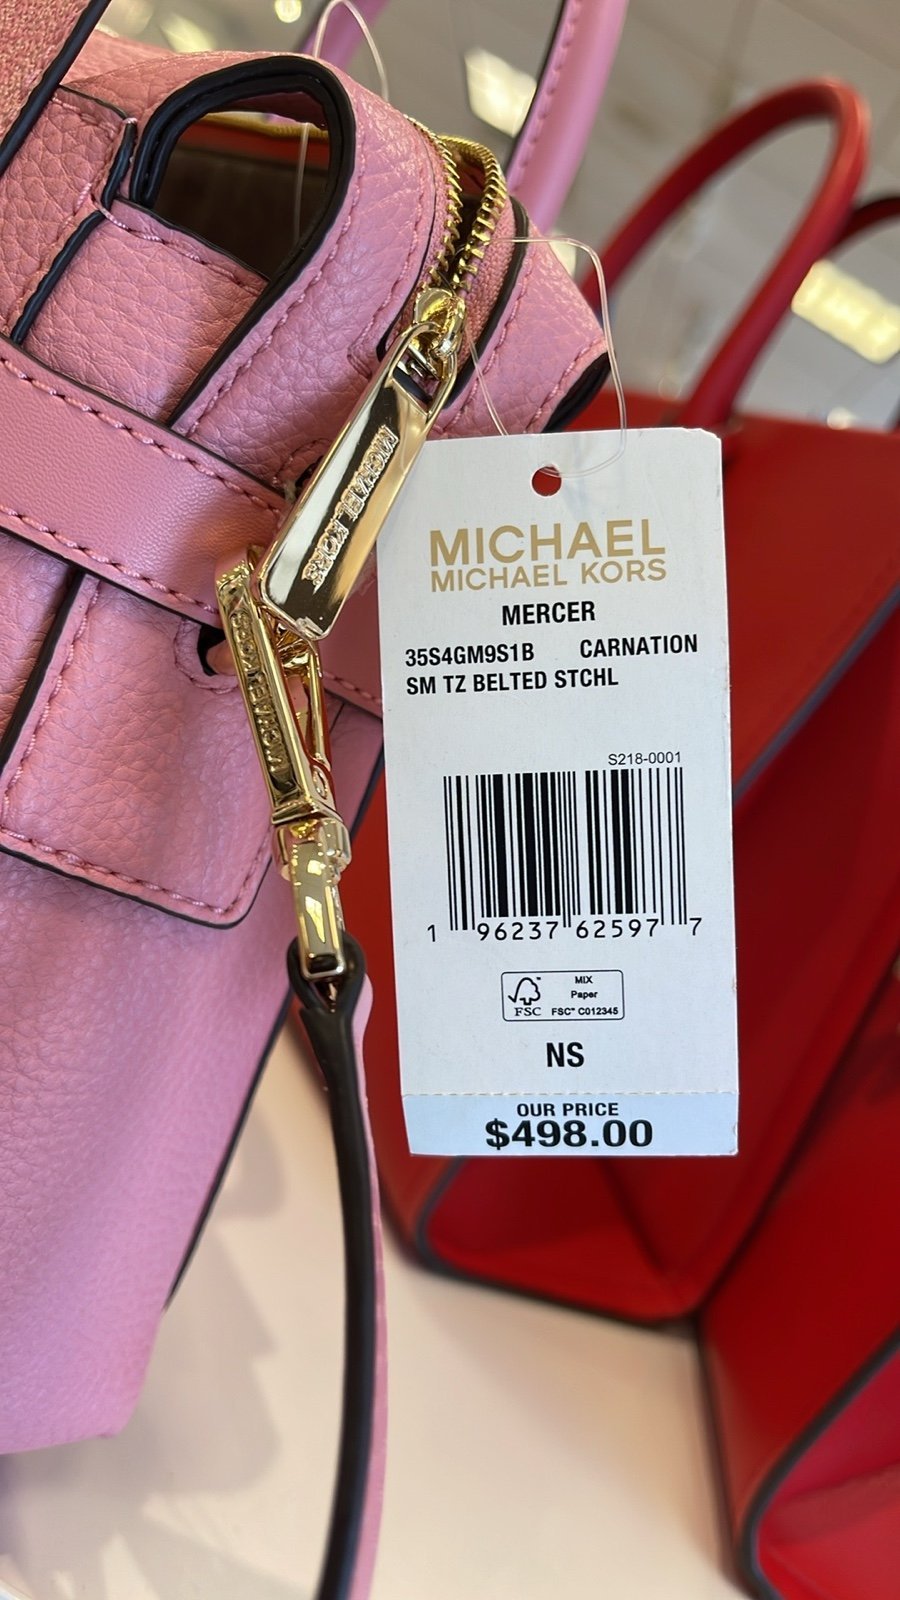 MICHAEL KORS
MICHAEL KORS
MICHAEL
MICHAEL KORS
MERCER
35S4GM9S1B CARNATION
SM TZ BELTED STCHL
S218-0001
1 96237 62597 7
MIX
Paper
FSC FSC® C012345
NS
OUR PRICE
$498.00